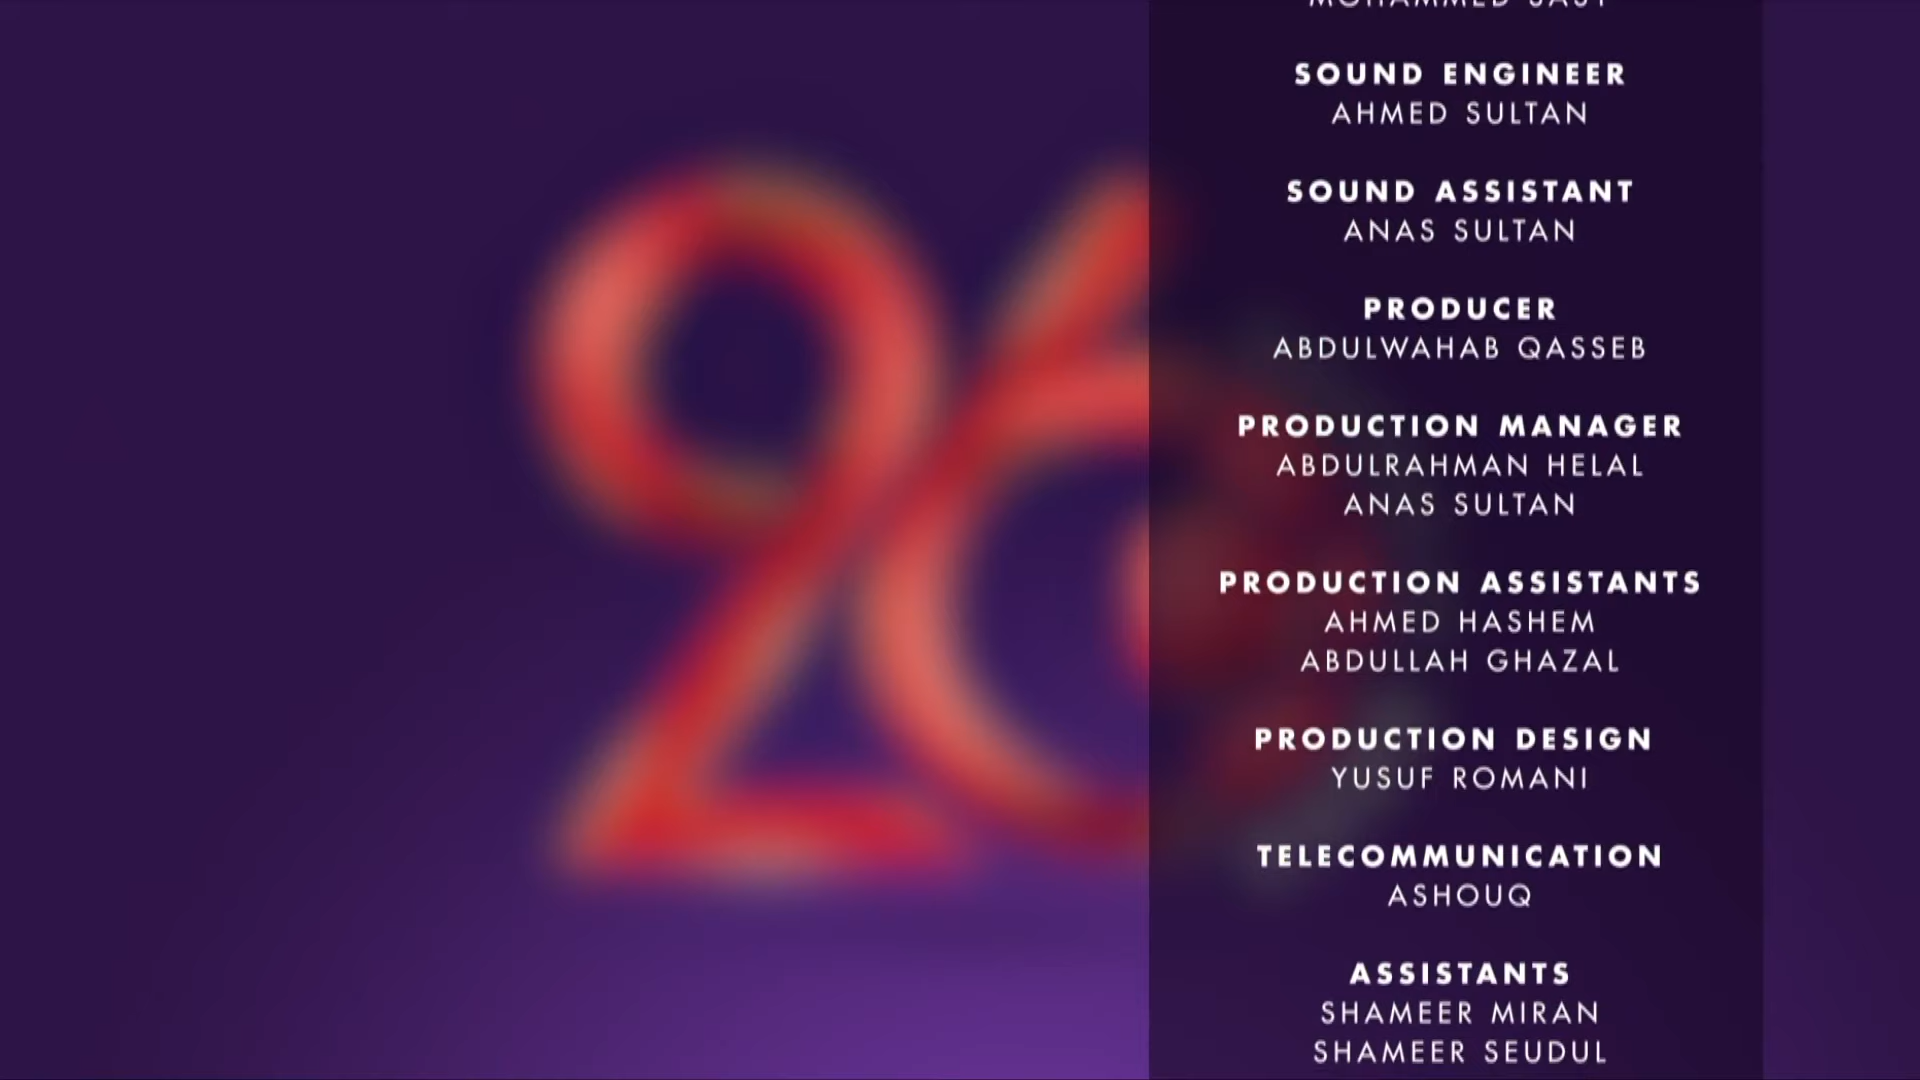 SOUND ENGINEER
AHMED SULTAN
SOUND ASSISTANT
ANAS SULTAN
PRODUCER
ABDULWAHAB QASSEB
PRODUCTION MANAGER
ABDULRAHMAN HELAL
ANAS SULTAN
PRODUCTION ASSISTANTS
AHMED HASHEM
ABDULLAH GHAZAL
PRODUCTION DESIGN
YUSUF ROMANI
TELECOMMUNICATION
ASHOUQ
ASSISTANTS
SHAMEER MIRAN
SHAMEER SEUDUL